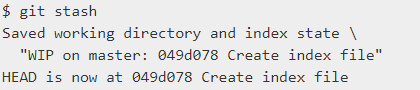 $ git stash
Saved working directory and index state \
  "WIP on master: 049d078 Create index file"
HEAD is now at 049d078 Create index file